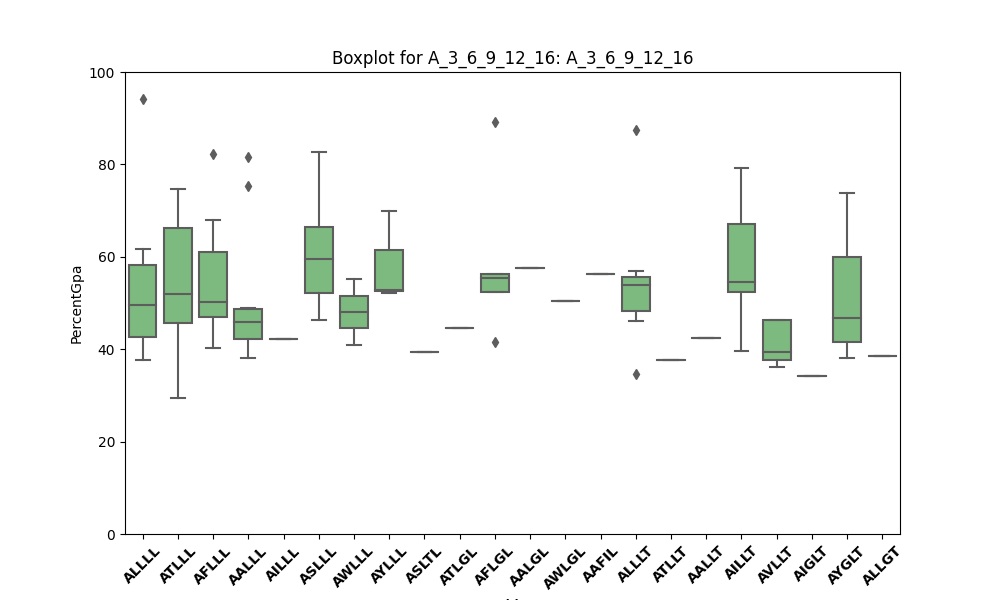 Boxplot for A_3_6_9_12_16: A_3_6_9_12_16
PercentGpa
100
80
60
40
20
0
ALLLL ATLLL AFLLL AALLL AILLL ASLLL AWLLL AYLLL ASLTL ATLGL AFLGL AALGL AWLGL AAFIL ALLLT ATLLT AALLT AILLT AVLLT AIGLT AYGLT ALLGT